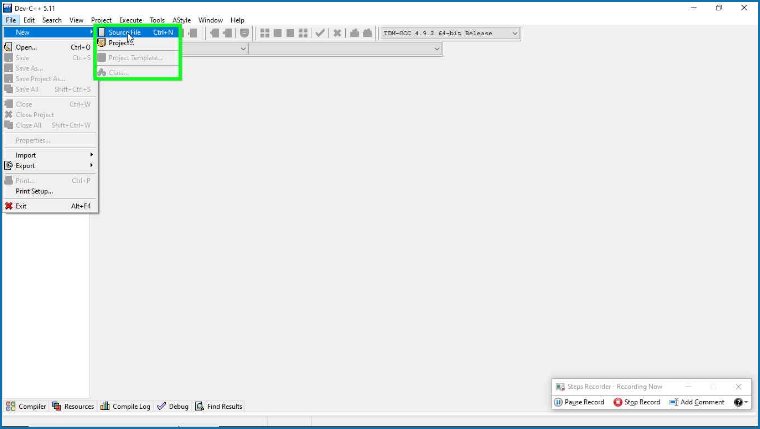 Dev-C++ 5.11
File Edit Search View Project Execute Tools AStyle Window Help
New
Source File Ctrl+N
Project...
Project Template...
Class...
Open... Ctrl+O
Save Ctrl+S
Save As...
Save Project As...
Save All Shift+Ctrl+S
Close Ctrl+W
Close Project
Close All Shift+Ctrl+W
Properties...
Import
Export
Print... Ctrl+P
Print Setup...
Exit Alt+F4
TDM-GCC 4.9.2 64-bit Release
Steps Recorder - Recording Now
Pause Record Stop Record Add Comment
Compiler Resources Compile Log Debug Find Results